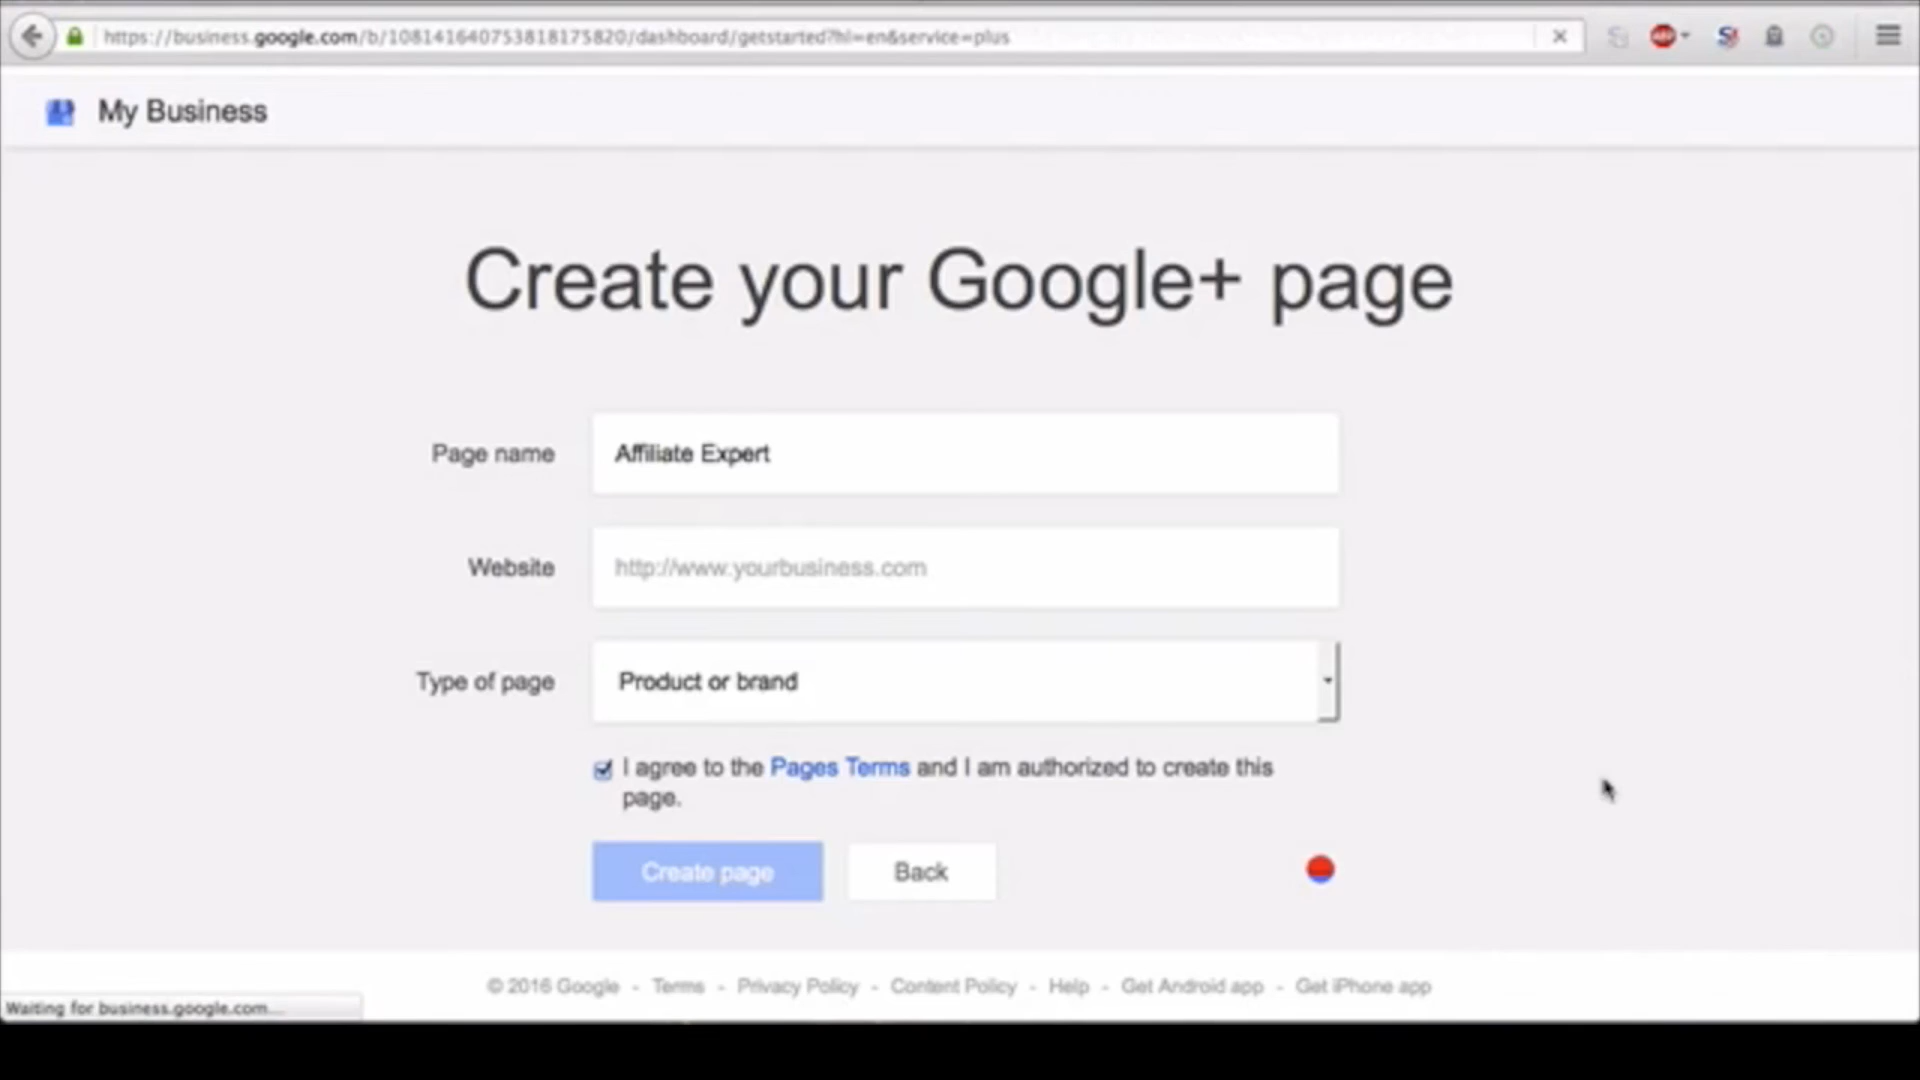 https://business.google.com/b/108141640753818175820/dashboard/getstarted?hl=en&service=plus
My Business
Create your Google+ page
Page name
Affiliate Expert
Website
http://www.yourbusiness.com
Type of page
Product or brand
I agree to the Pages Terms and I am authorized to create this
page.
Create page
Back
© 2016 Google - Terms - Privacy Policy - Content Policy - Help - Get Android app - Get iPhone app
Waiting for business.google.com...